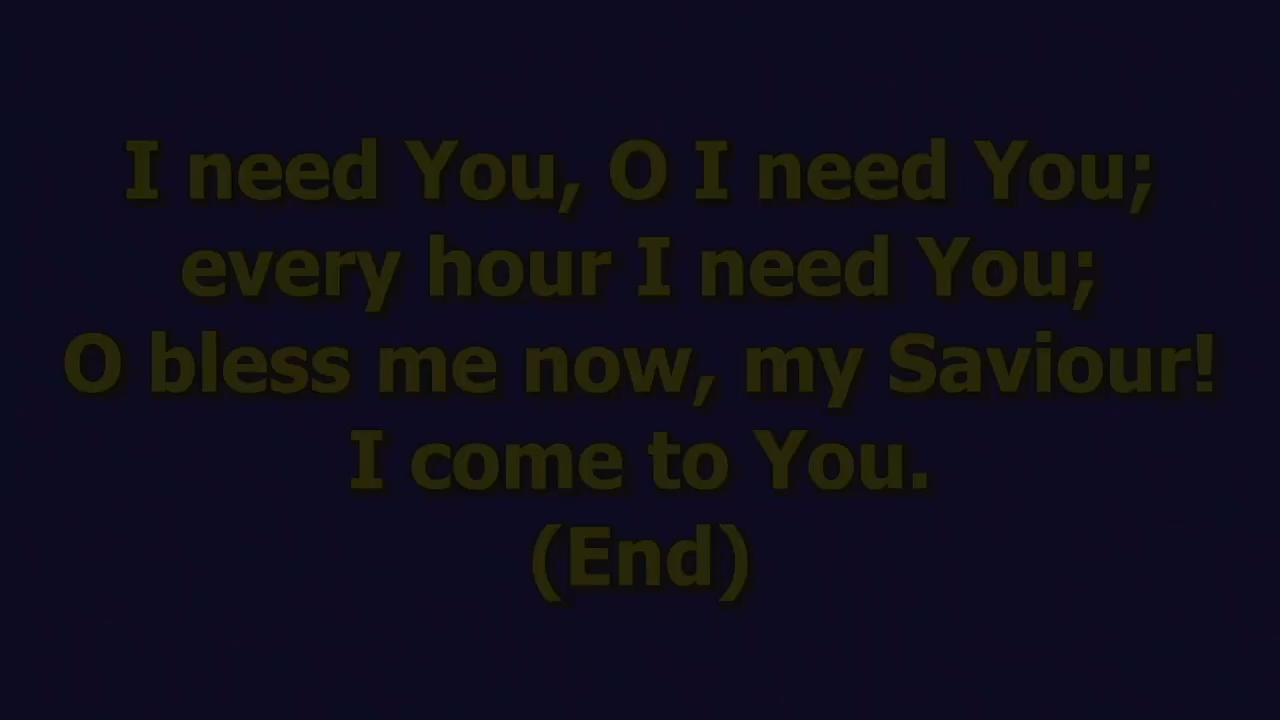 I need You, O I need You;
every hour I need You;
O bless me now, my Saviour!
I come to You.
(End)